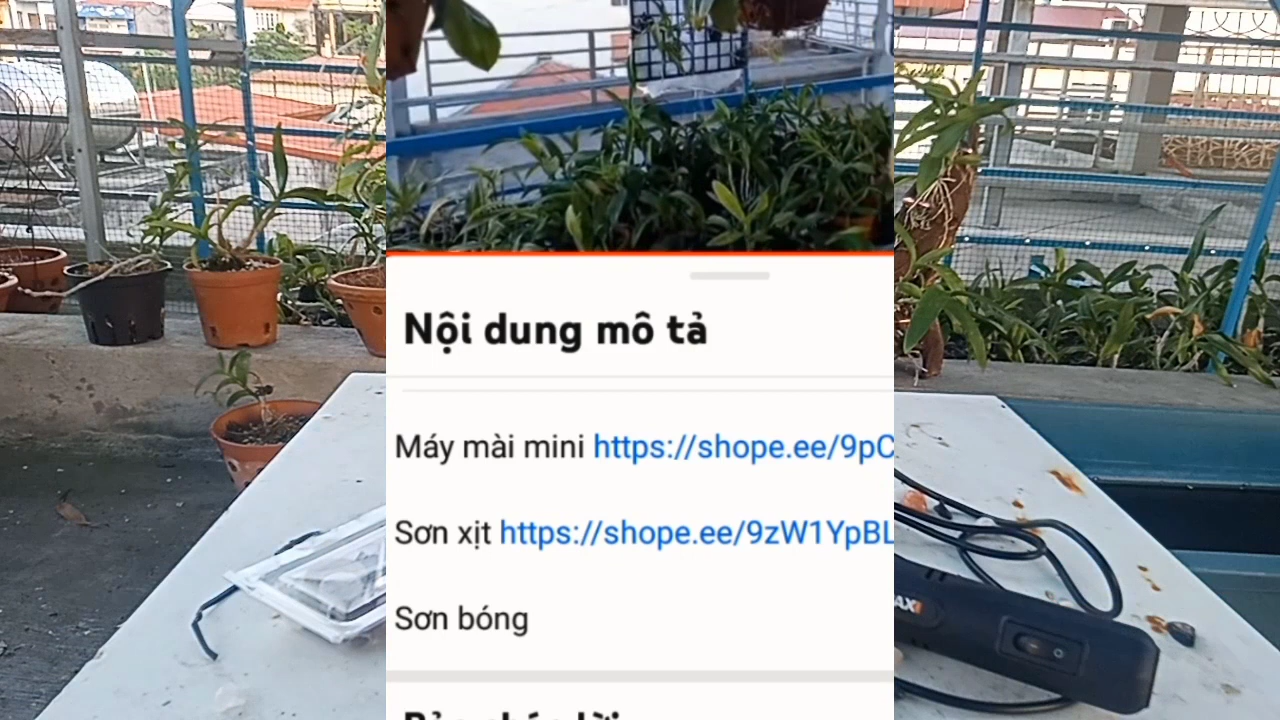 Nội dung mô tả
Máy mài mini https://shope.ee/9pC
Sơn xịt https://shope.ee/9zW1YpBL
Sơn bóng